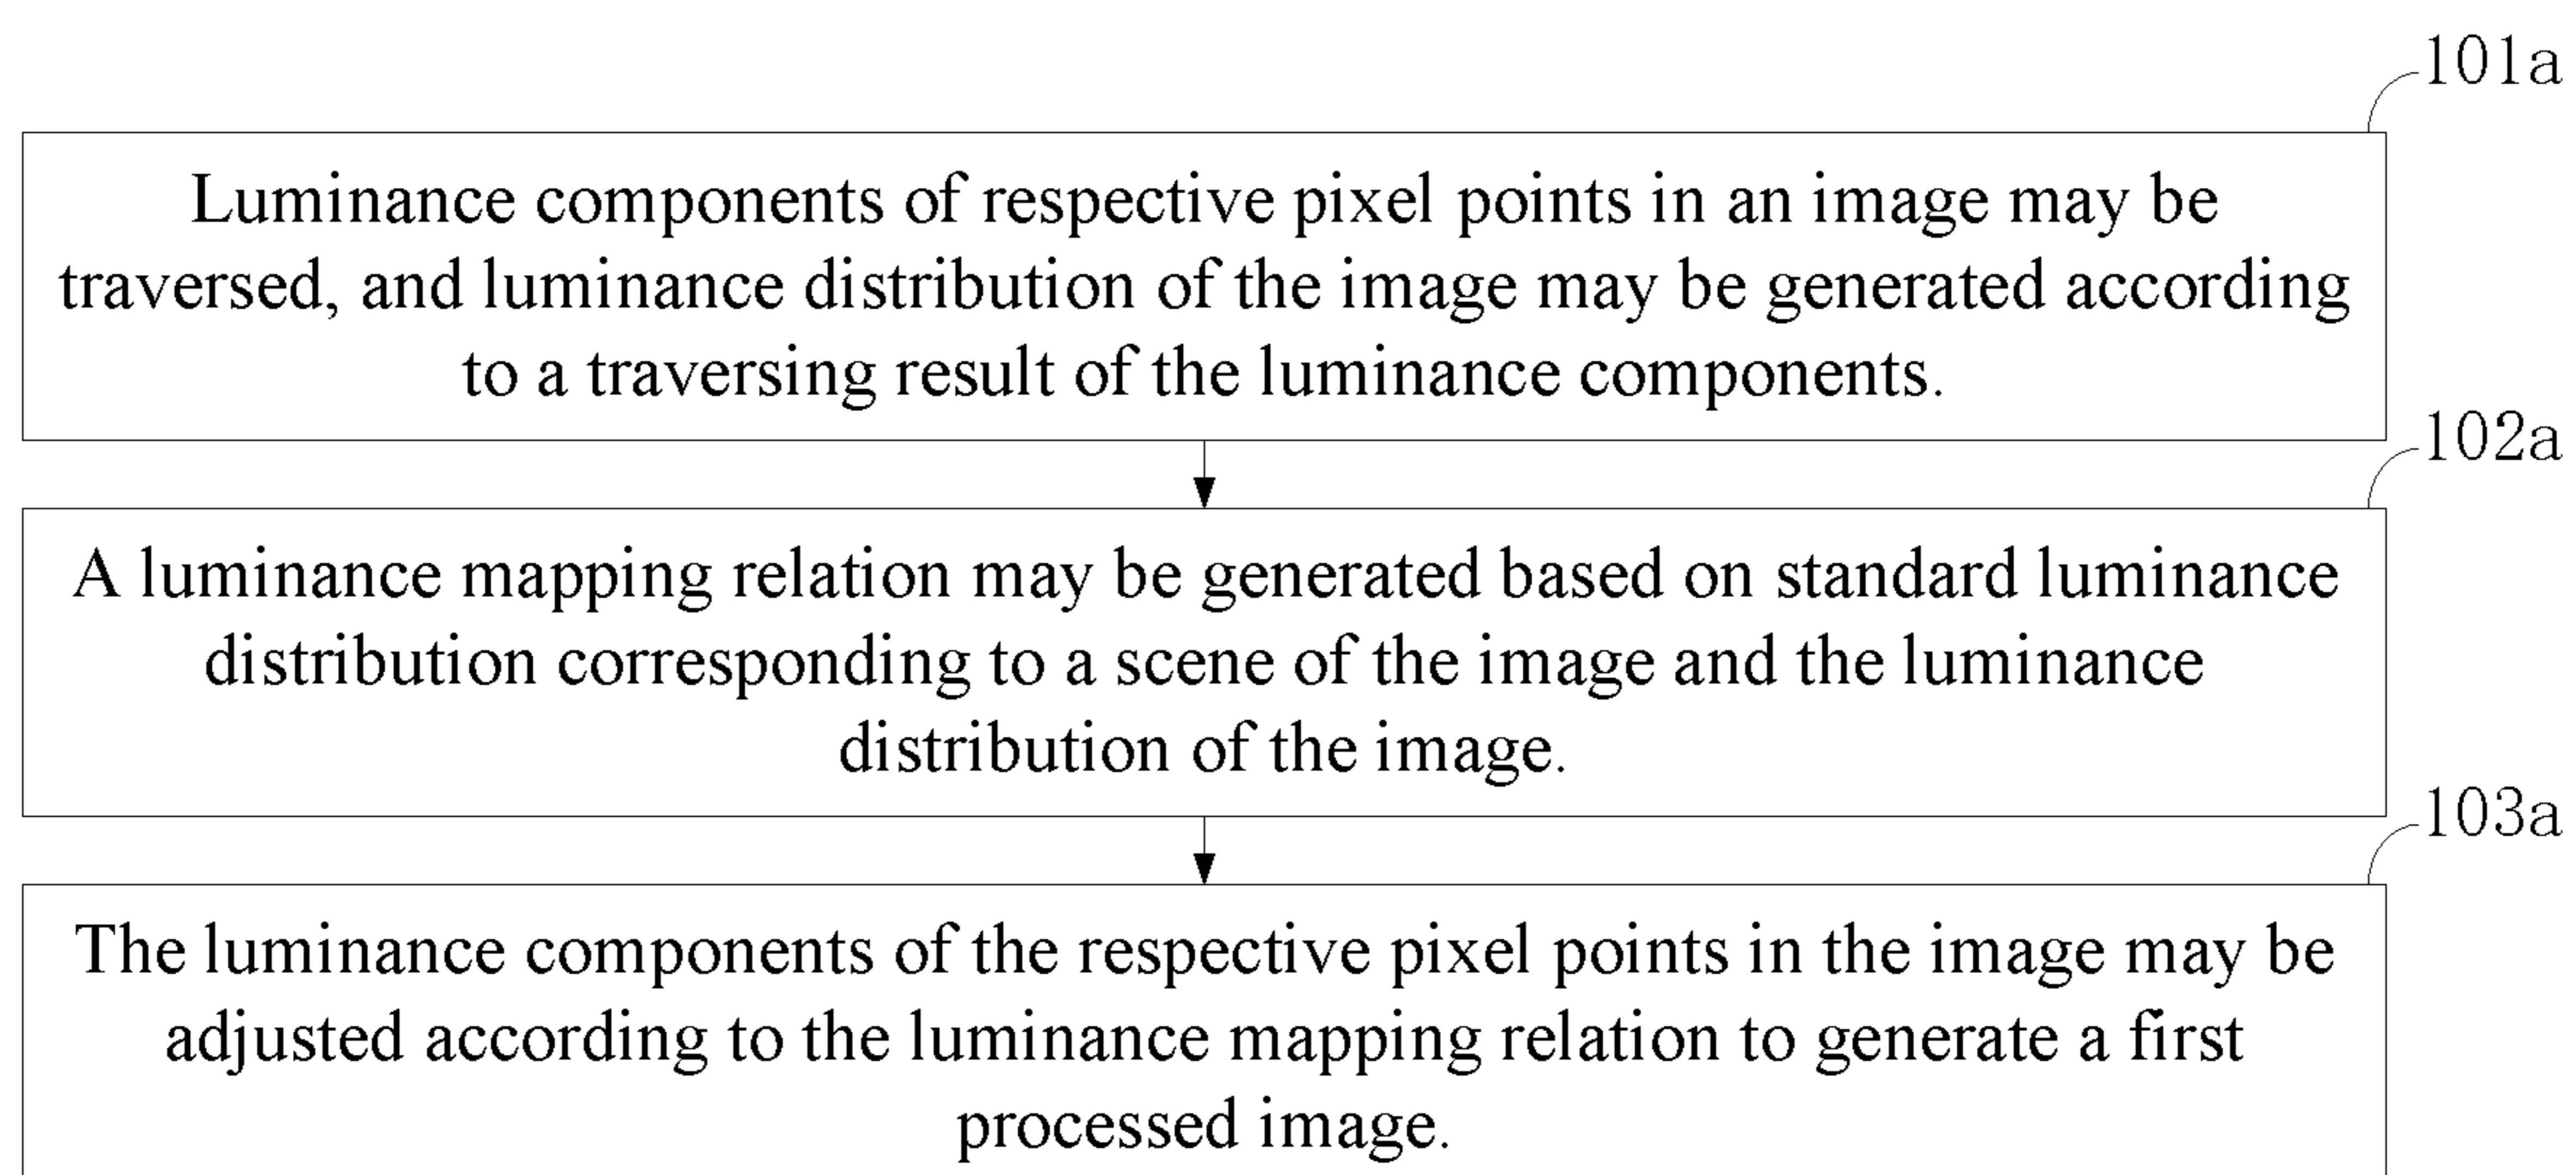 101a
Luminance components of respective pixel points in an image may be
traversed, and luminance distribution of the image may be generated according
to a traversing result of the luminance components.
102a
A luminance mapping relation may be generated based on standard luminance
distribution corresponding to a scene of the image and the luminance
distribution of the image.
103a
The luminance components of the respective pixel points in the image may be
adjusted according to the luminance mapping relation to generate a first
processed image.